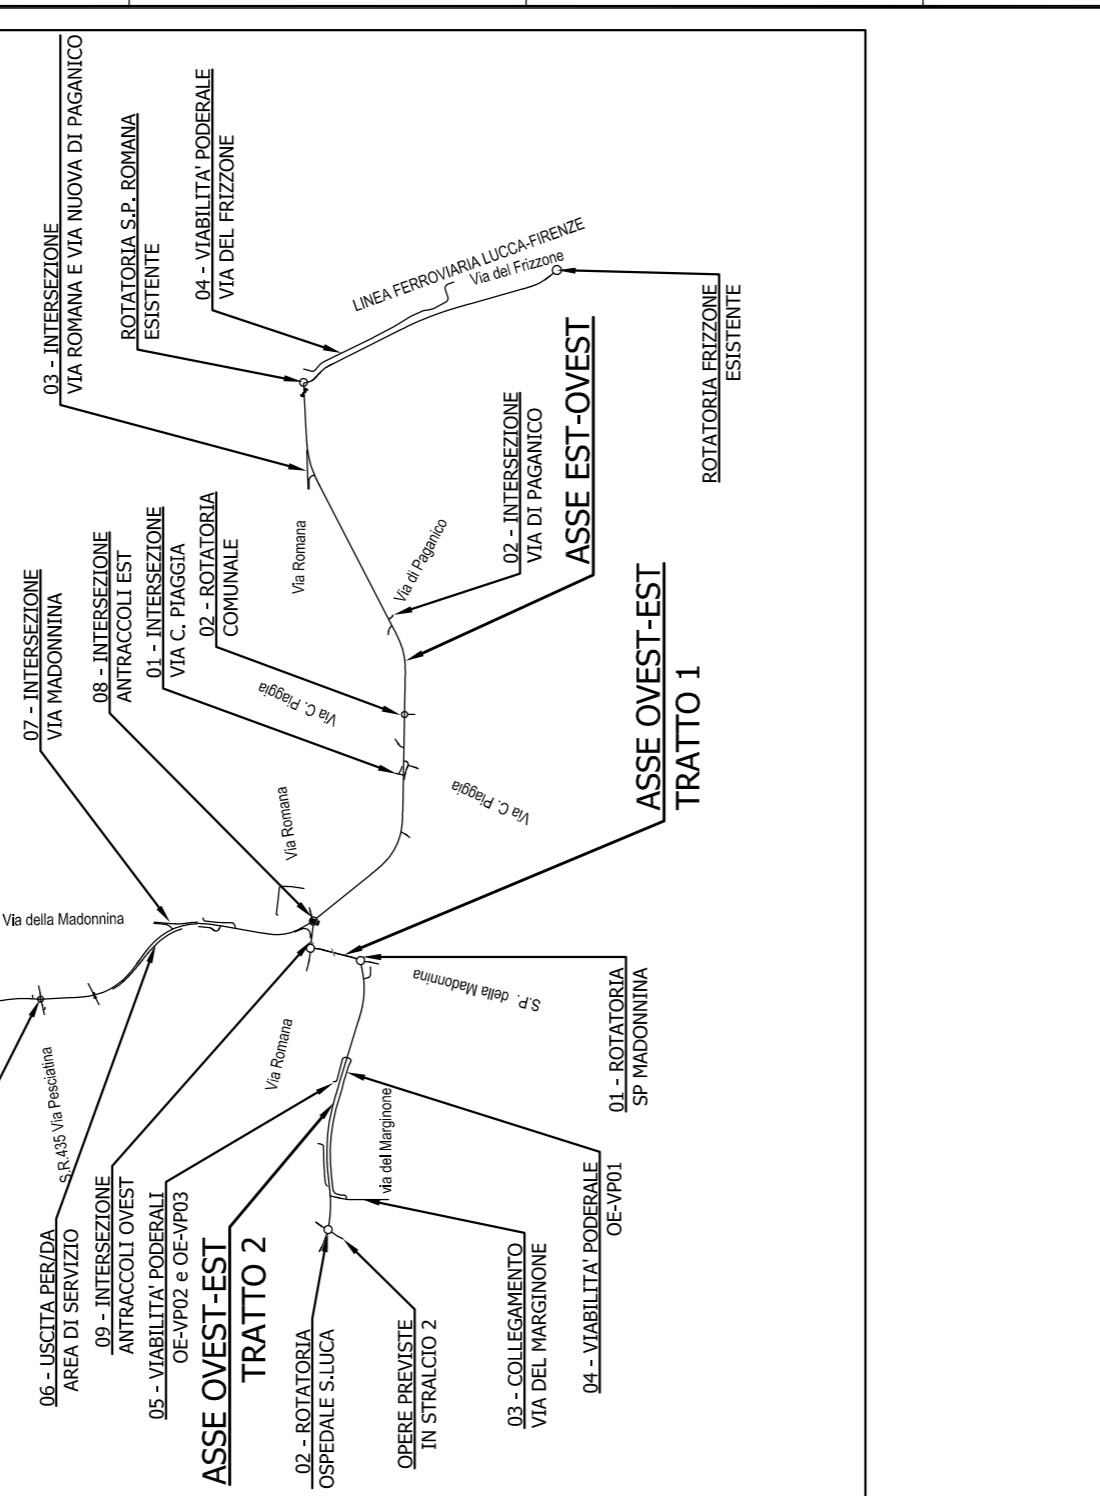 03 - INTERSEZIONE
VIA ROMANA E VIA NUOVA DI PAGANICO
ROTATORIA S.P. ROMANA
ESISTENTE
04 - VIABILITA' PODERALE
VIA DEL FRIZZONE
LINEA FERROVIARIA LUCCA-FIRENZE
Via del Frizzone
ROTATORIA FRIZZONE
ESISTENTE
07 - INTERSEZIONE
VIA MADONNINA
08 - INTERSEZIONE
ANTRACCOLI EST
01 - INTERSEZIONE
VIA C. PIAGGIA
02 - ROTATORIA
COMUNALE
Via Romana
Via di Paganico
02 - INTERSEZIONE
VIA DI PAGANICO
ASSE EST-OVEST
ASSE OVEST-EST
TRATTO 1
Via C. Piaggia
Via C. Piaggia
Via Romana
Via della Madonnina
S.P. della Madonnina
01 - ROTATORIA
SP MADONNINA
S.R.435 Via Pesciatina
Via Romana
via del Marginone
06 - USCITA PER/DA
AREA DI SERVIZIO
09 - INTERSEZIONE
ANTRACCOLI OVEST
05 - VIABILITA' PODERALI
OE-VP02 e OE-VP03
ASSE OVEST-EST
TRATTO 2
02 - ROTATORIA
OSPEDALE S.LUCA
OPERE PREVISTE
IN STRALCIO 2
03 - COLLEGAMENTO
VIA DEL MARGINONE
04 - VIABILITA' PODERALE
OE-VP01